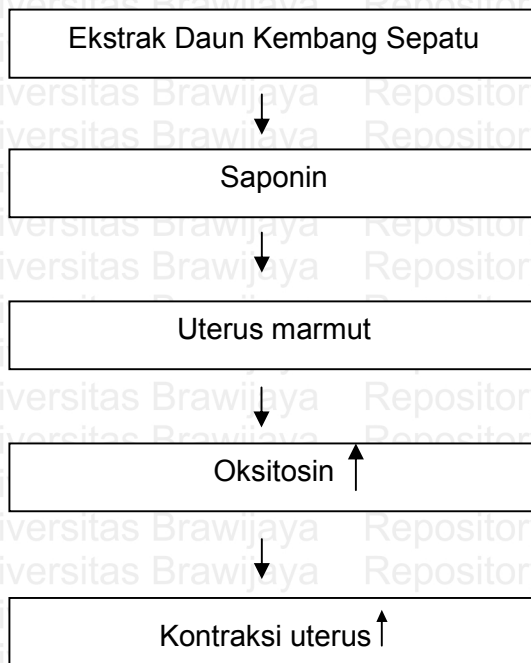 Ekstrak Daun Kembang Sepatu
Saponin
Uterus marmut
Oksitosin ↑
Kontraksi uterus ↑